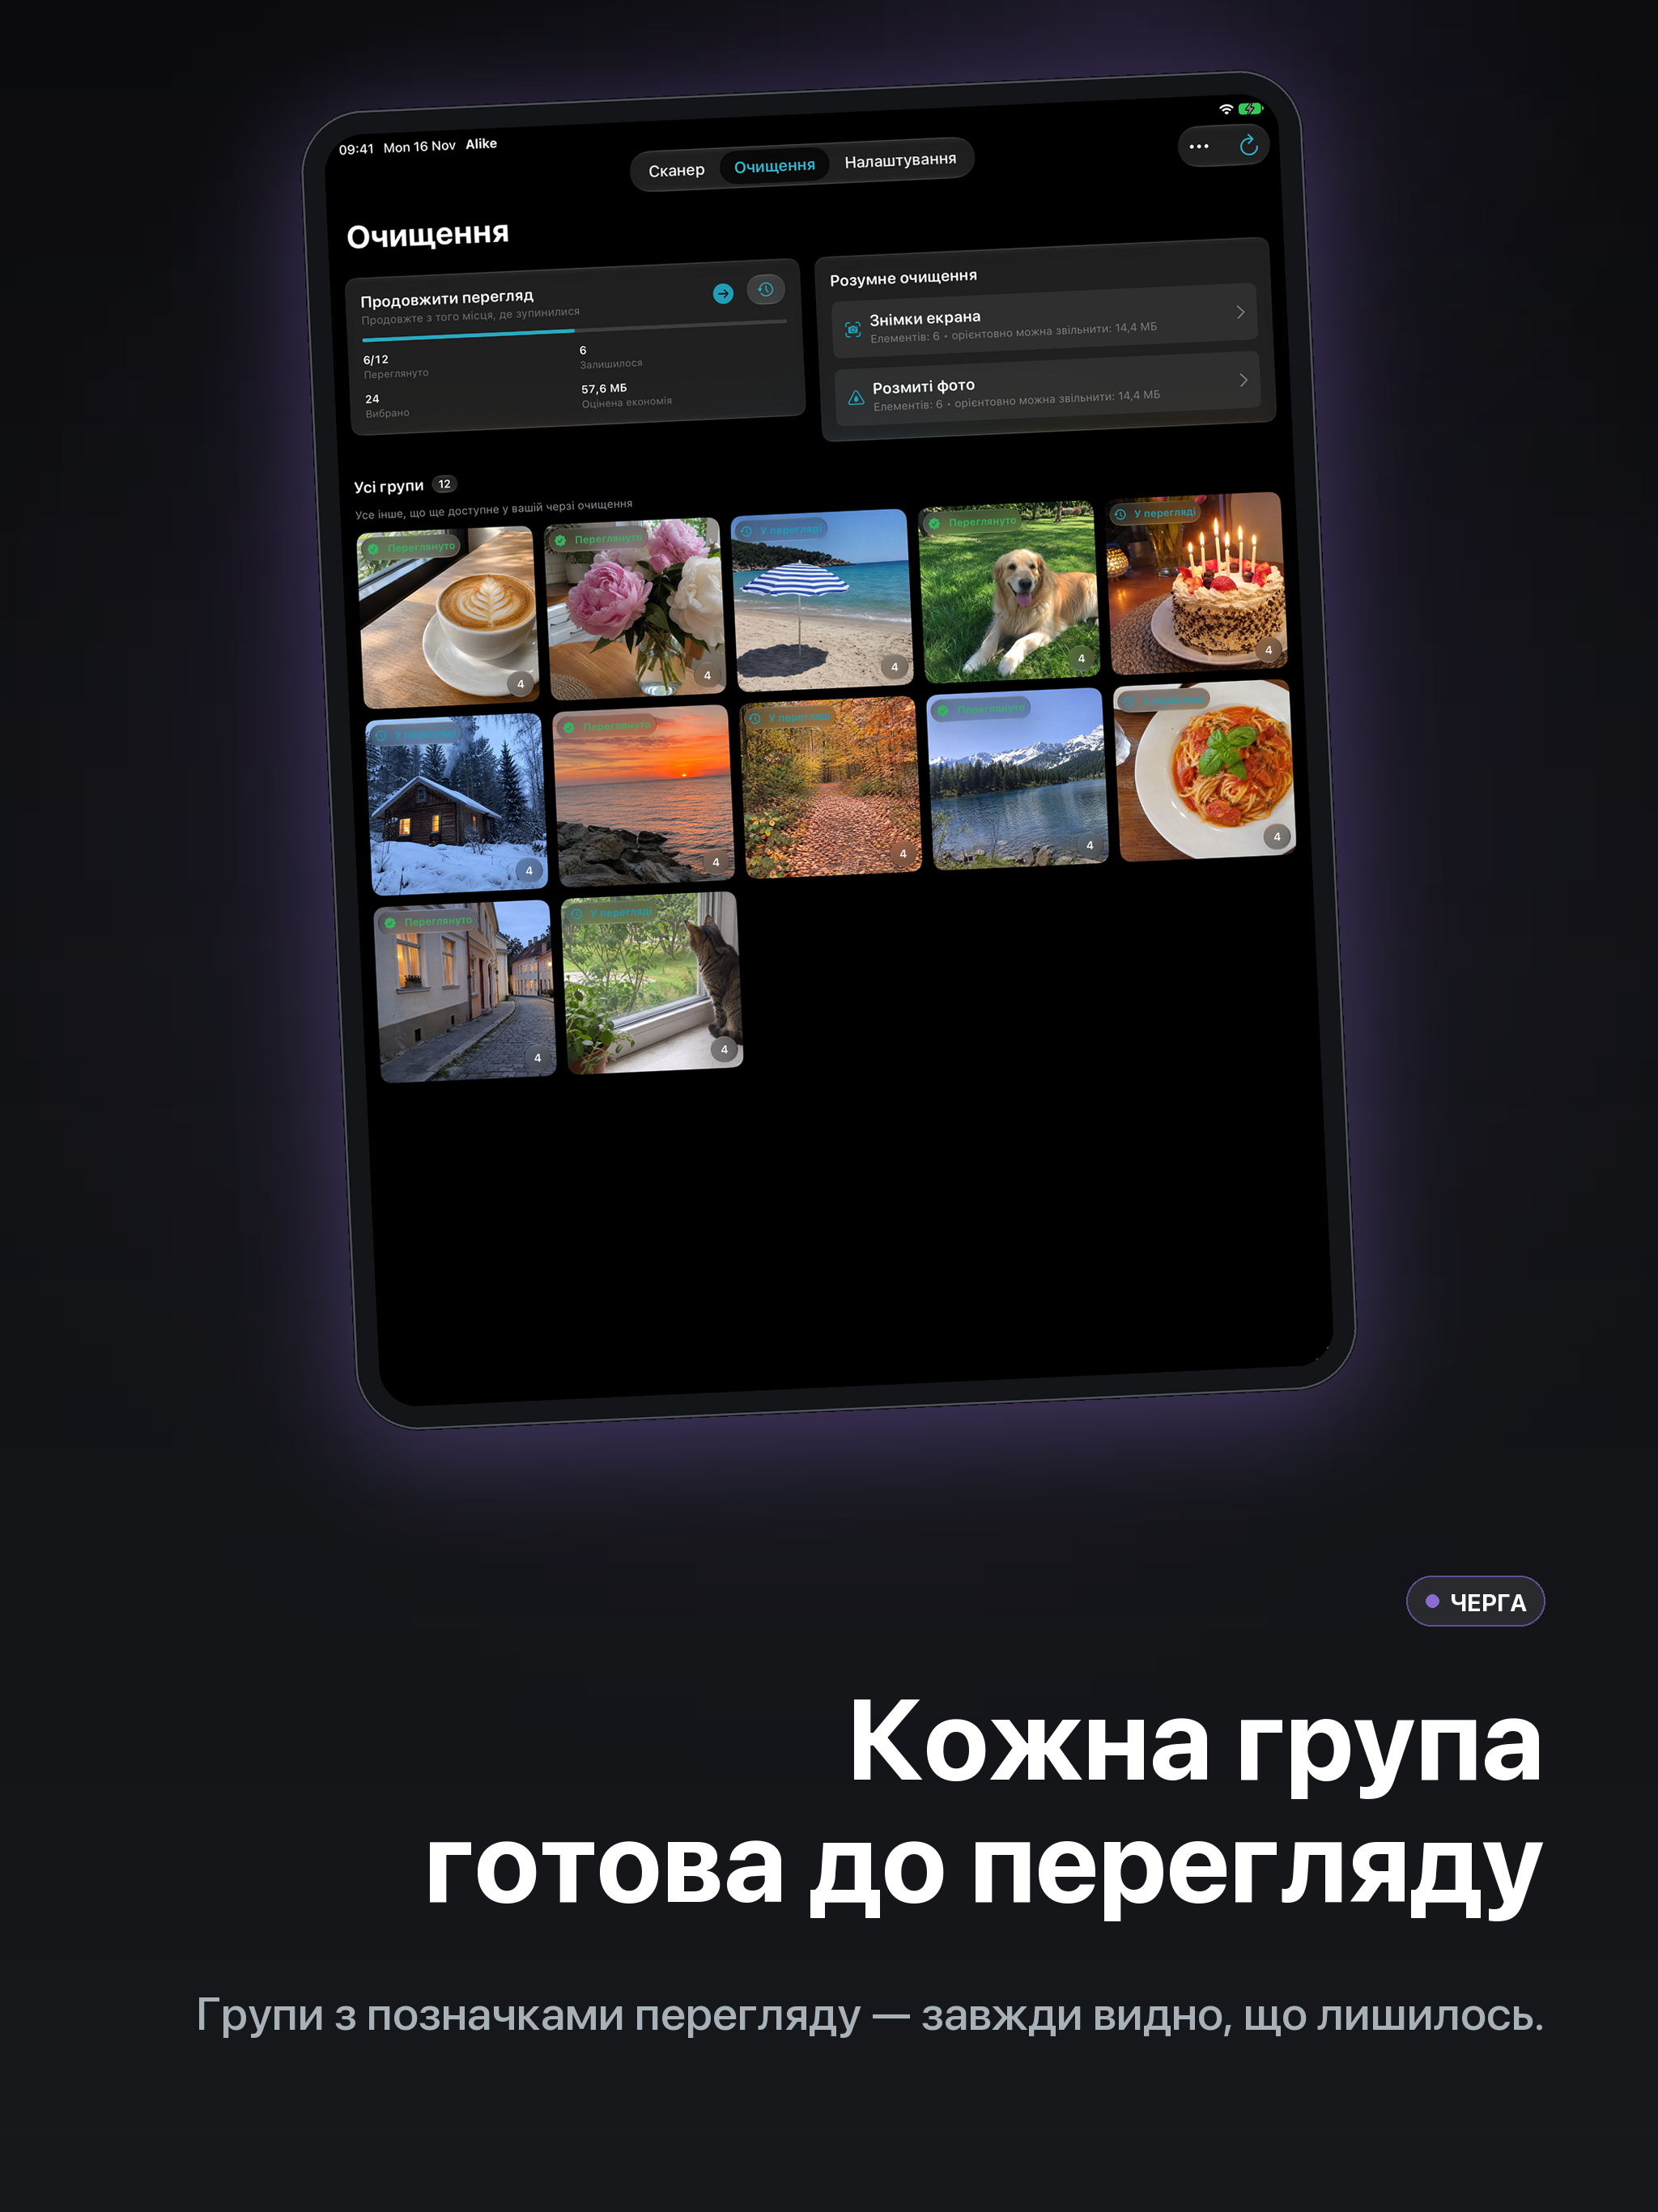 09:41 Mon 16 Nov Alike
Сканер Очищення Налаштування
Очищення
Продовжити перегляд
Продовжте з того місця, де зупинилися
6/12
Переглянуто
6
Залишилося
24
Вибрано
57,6 МБ
Оцінена економія
Розумне очищення
Знімки екрана
Елементів: 6 • орієнтовно можна звільнити: 14,4 МБ
Розмиті фото
Елементів: 6 • орієнтовно можна звільнити: 14,4 МБ
Усі групи 12
Усе інше, що ще доступне у вашій черзі очищення
Переглянуто Переглянуто У перегляді Переглянуто У перегляді
4 4 4 4 4
У перегляді Переглянуто У перегляді Переглянуто У перегляді
4 4 4 4 4
Переглянуто У перегляді
4 4
ЧЕРГА
Кожна група
готова до перегляду
Групи з позначками перегляду — завжди видно, що лишилось.